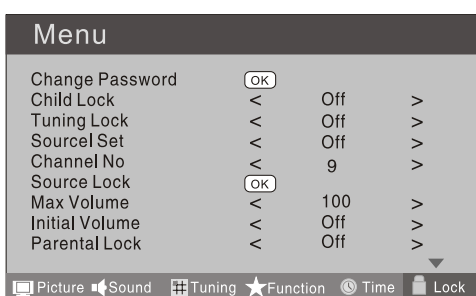 Menu
Change Password OK
Child Lock < Off >
Tuning Lock < Off >
Sourcel Set < Off >
Channel No < 9 >
Source Lock OK
Max Volume < 100 >
Initial Volume < Off >
Parental Lock < Off >
Picture Sound Tuning Function Time Lock